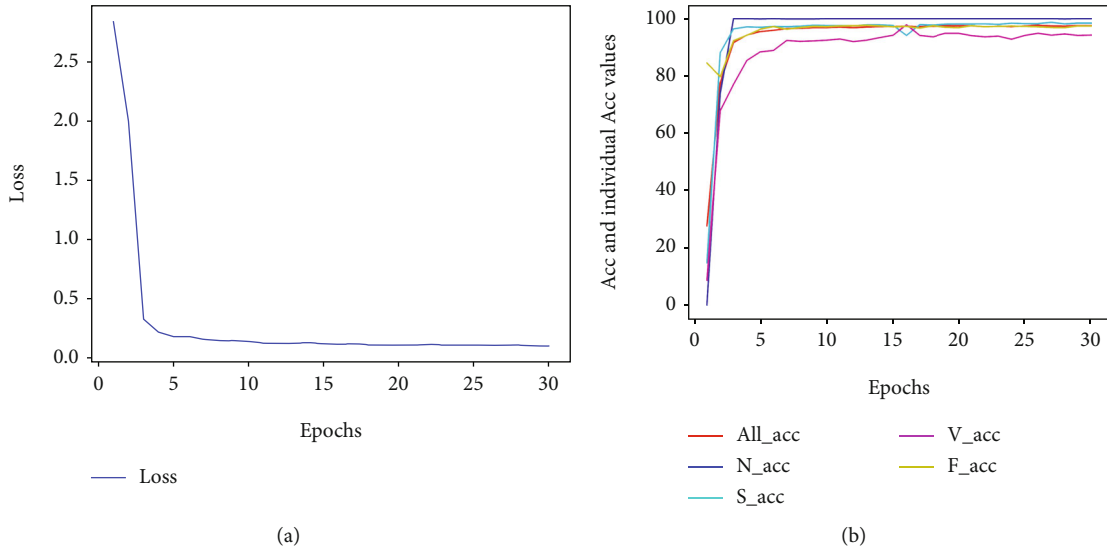 Loss
2.5
2.0
1.5
1.0
0.5
0.0
0 5 10 15 20 25 30
Epochs
Loss
(a)
Acc and individual Acc values
100
80
60
40
20
0
0 5 10 15 20 25 30
Epochs
All_acc
N_acc
S_acc
V_acc
F_acc
(b)